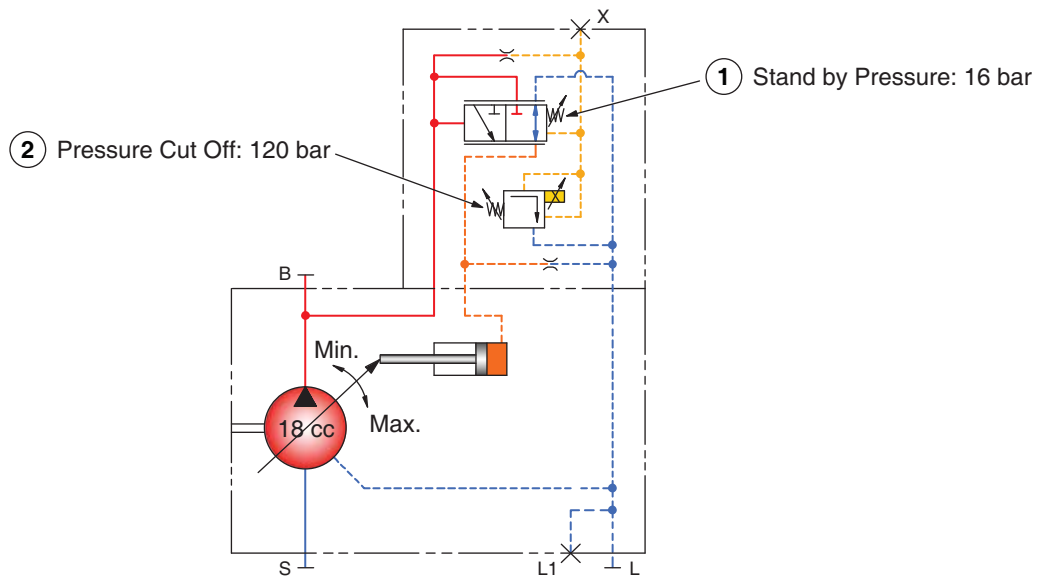 X
1 Stand by Pressure: 16 bar
2 Pressure Cut Off: 120 bar
B
Min.
Max.
18 cc
S
L1
L